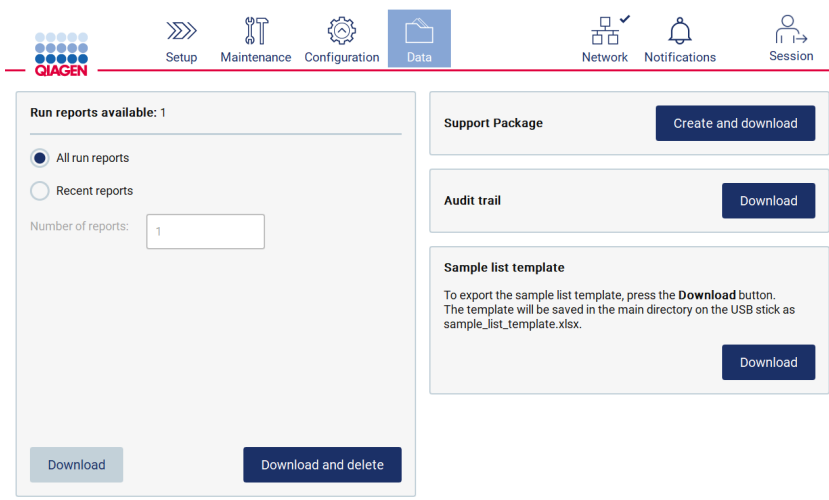 QIAGEN
Setup
Maintenance
Configuration
Data
Network
Notifications
Session
Run reports available: 1
All run reports
Recent reports
Number of reports:
1
Download
Download and delete
Support Package
Create and download
Audit trail
Download
Sample list template
To export the sample list template, press the Download button.
The template will be saved in the main directory on the USB stick as
sample_list_template.xlsx.
Download